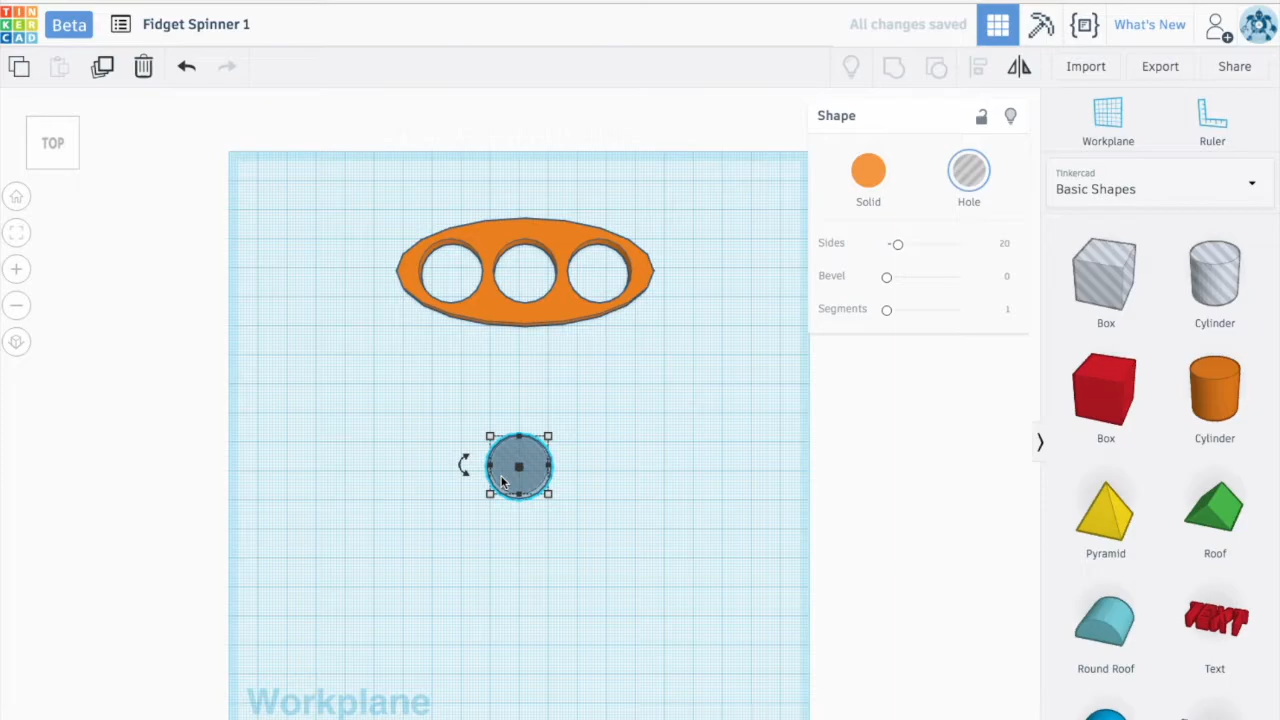 TIN
KER
CAD
Beta
Fidget Spinner 1
All changes saved
What's New
Import
Export
Share
TOP
Shape
Solid
Hole
Sides
20
Bevel
0
Segments
1
Workplane
Ruler
Tinkercad
Basic Shapes
Box
Cylinder
Box
Cylinder
Pyramid
Roof
TEXT
Round Roof
Text
Workplane